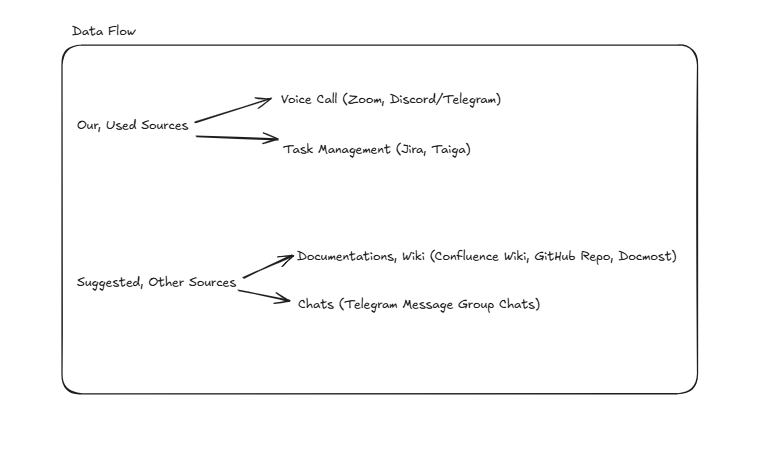 Data Flow
Voice Call (Zoom, Discord/Telegram)
Our, Used Sources
Task Management (Jira, Taiga)
Documentations, Wiki (Confluence Wiki, GitHub Repo, Docmost)
Suggested, Other Sources
Chats (Telegram Message Group Chats)